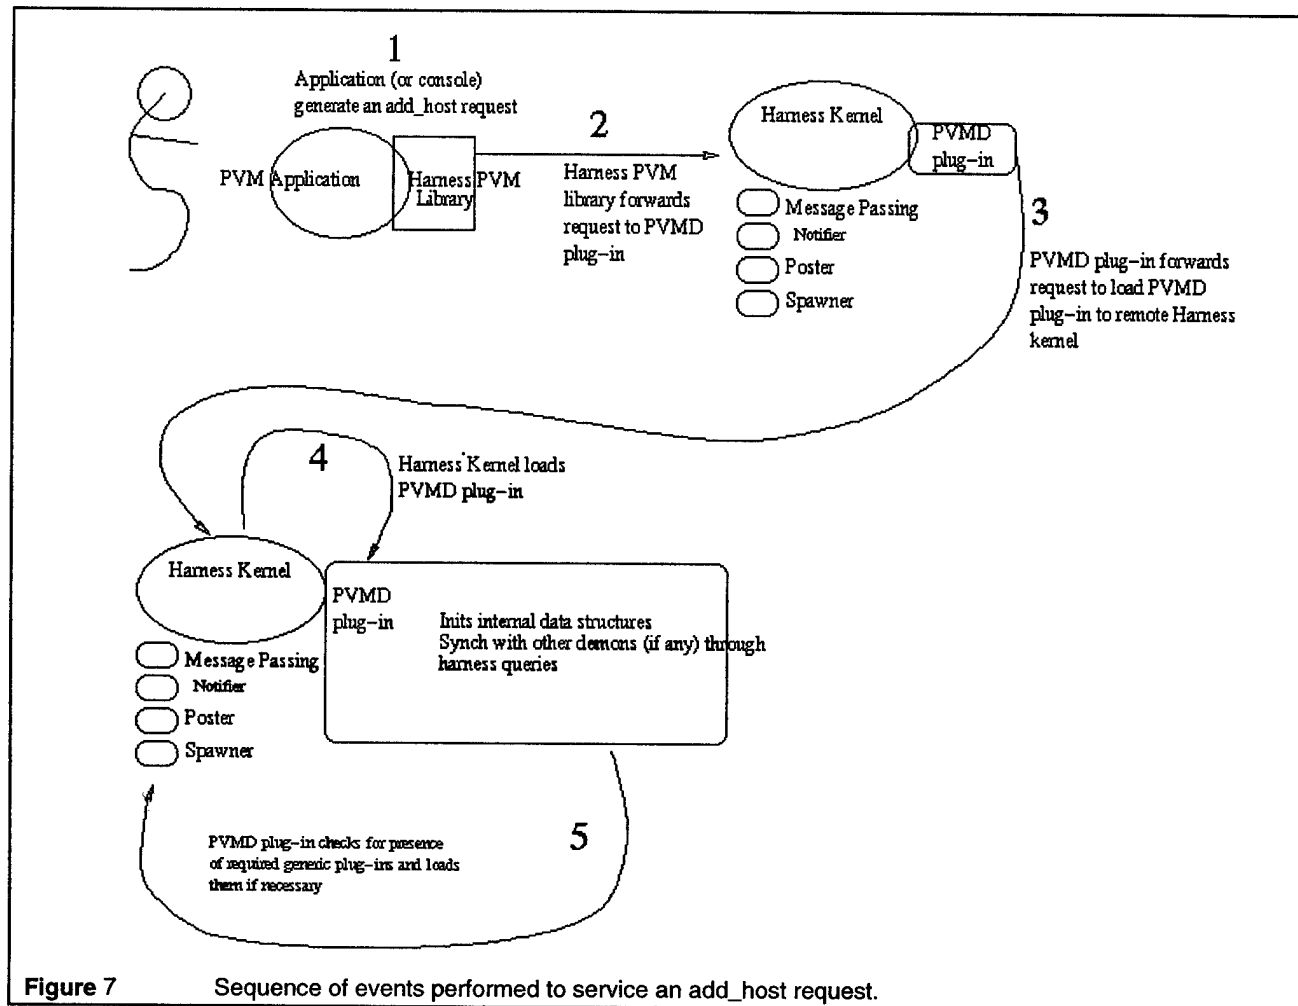 1
Application (or console)
generate an add_host request
PVM Application
Harness PVM
Library
2
Harness PVM
library forwards
request to PVMD
plug-in
Harness Kernel
PVMD
plug-in
Message Passing
Notifier
Poster
Spawner
3
PVMD plug-in forwards
request to load PVMD
plug-in to remote Harness
kernel
4
Harness Kernel loads
PVMD plug-in
Harness Kernel
PVMD
plug-in
Inits internal data structures
Synch with other demons (if any) through
harness queries
Message Passing
Notifier
Poster
Spawner
5
PVMD plug-in checks for presence
of required generic plug-ins and loads
them if necessary
Figure 7 Sequence of events performed to service an add_host request.